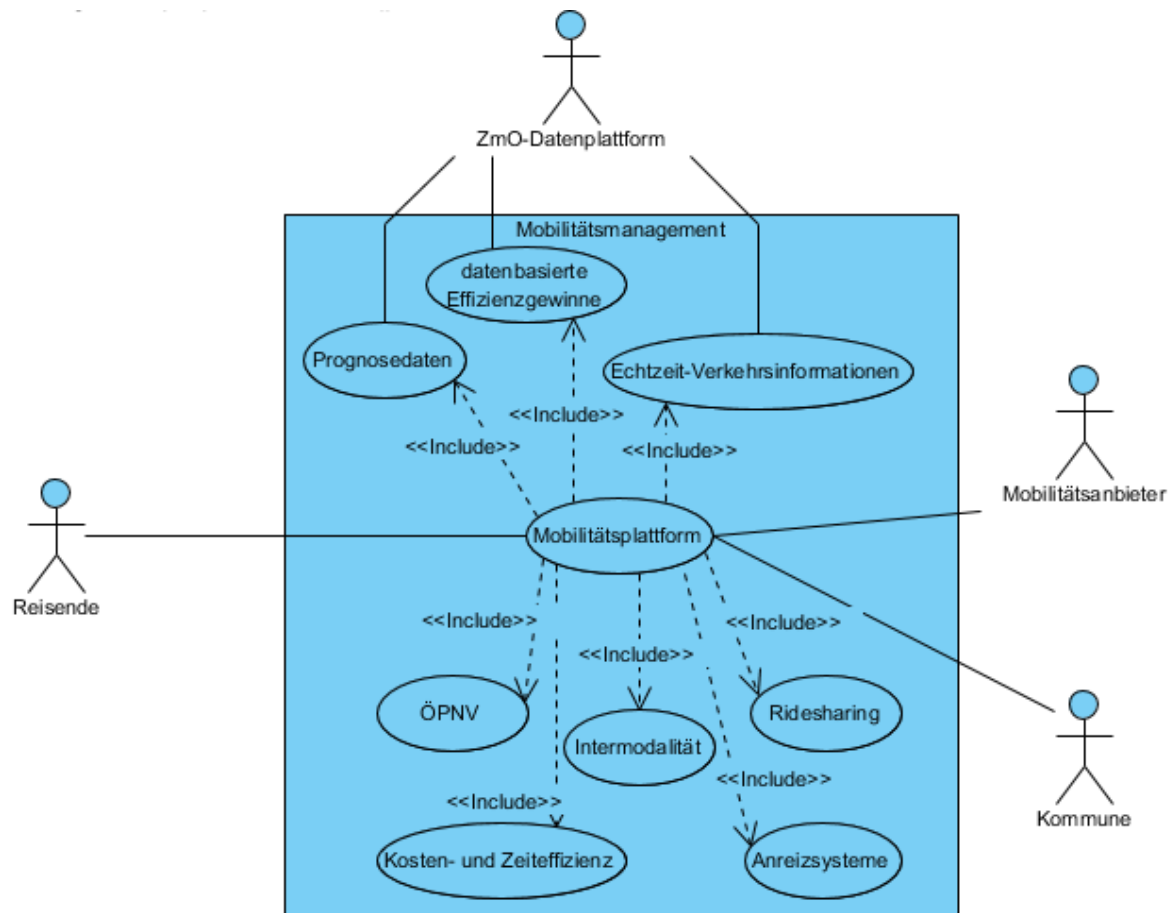 ZmO-Datenplattform
Mobilitätsmanagement
datenbasierte
Effizienzgewinne
Prognosedaten
Echtzeit-Verkehrsinformationen
<<Include>>
<<Include>>
<<Include>>
Mobilitätsanbieter
Mobilitätsplattform
Reisende
<<Include>>
<<Include>>
<<Include>>
ÖPNV
Ridesharing
Intermodalität
<<Include>>
<<Include>>
Kommune
Kosten- und Zeiteffizienz
Anreizsysteme